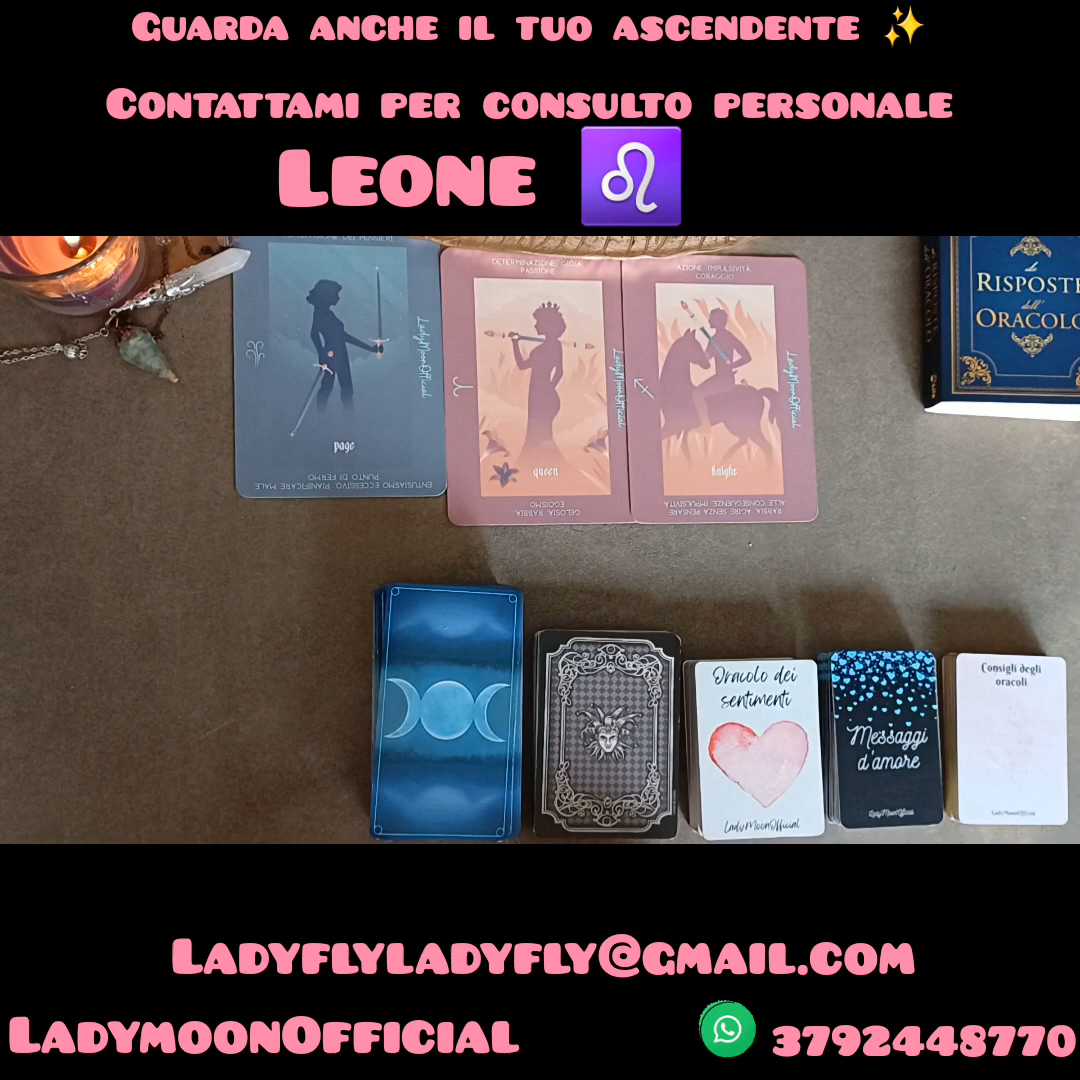 Guarda anche il tuo ascendente ✨
Contattami per consulto personale
Leone ♌
DETERMINAZIONE, GIOIA
PASSIONE
AZIONE, IMPULSIVITÀ,
CORAGGIO
LadyMoonOfficial
LadyMoonOfficial
LadyMoonOfficial
page
queen
knight
ENTUSIASMO ECCESSIVO, PIANIFICARE MALE
PUNTO DI FERMO
GELOSIA, RABBIA,
EGOISMO
RABBIA, AGIRE SENZA PENSARE
ALLE CONSEGUENZE, IMPULSIVITÀ
RISPOSTE
dell'
ORACOLO
Oracolo dei
sentimenti
LadyMoonOfficial
Messaggi
d'amore
LadyMoonOfficial
Consigli degli
oracoli
LadyMoonOfficial
Ladyflyladyfly@gmail.com
LadymoonOfficial
3792448770